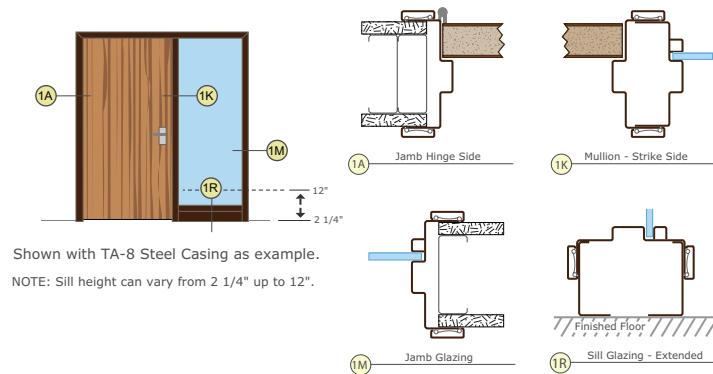 1A
1K
1M
1R
12"
2 1/4"
Shown with TA-8 Steel Casing as example.
NOTE: Sill height can vary from 2 1/4" up to 12".
1A
Jamb Hinge Side
1K
Mullion - Strike Side
1M
Jamb Glazing
Finished Floor
1R
Sill Glazing - Extended